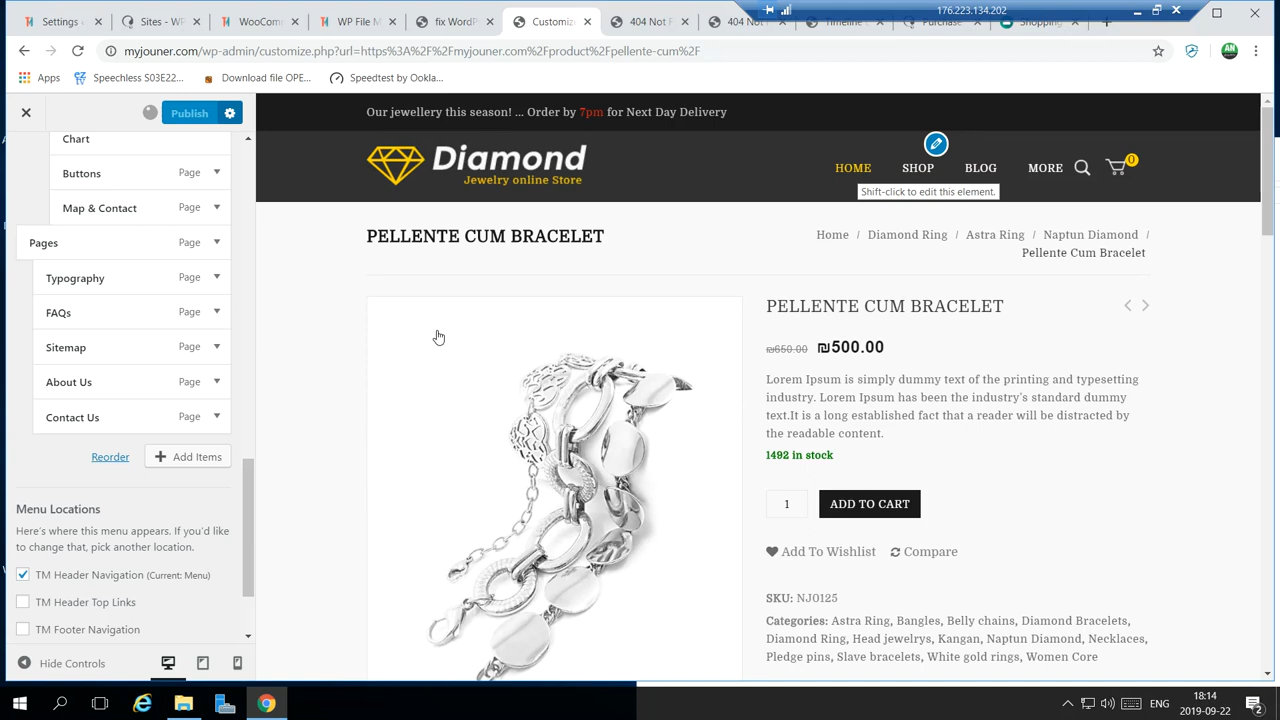 Settings
Sites - WP
WooComm
WP File M
fix WordP
Customize
404 Not F
404 Not
Timeline
Purchase
Shopping
176.223.134.202
myjouner.com/wp-admin/customize.php?url=https%3A%2F%2Fmyjouner.com%2Fproduct%2Fpellente-cum%2F
AN
Apps
Speechless S03E22...
Download file OPE...
Speedtest by Ookla...
Publish
Chart
Buttons Page
Map & Contact Page
Pages Page
Typography Page
FAQs Page
Sitemap Page
About Us Page
Contact Us Page
Reorder
Add Items
Menu Locations
Here's where this menu appears. If you'd like to
change that, pick another location.
TM Header Navigation (Current: Menu)
TM Header Top Links
TM Footer Navigation
Hide Controls
Our jewellery this season! ... Order by 7pm for Next Day Delivery
Diamond
Jewelry online Store
HOME SHOP BLOG MORE 0
Shift-click to edit this element.
PELLENTE CUM BRACELET
Home / Diamond Ring / Astra Ring / Naptun Diamond /
Pellente Cum Bracelet
PELLENTE CUM BRACELET
₪650.00 ₪500.00
Lorem Ipsum is simply dummy text of the printing and typesetting
industry. Lorem Ipsum has been the industry's standard dummy
text.It is a long established fact that a reader will be distracted by
the readable content.
1492 in stock
1 ADD TO CART
Add To Wishlist Compare
SKU: NJ0125
Categories: Astra Ring, Bangles, Belly chains, Diamond Bracelets,
Diamond Ring, Head jewelrys, Kangan, Naptun Diamond, Necklaces,
Pledge pins, Slave bracelets, White gold rings, Women Core
ENG
18:14
2019-09-22
2